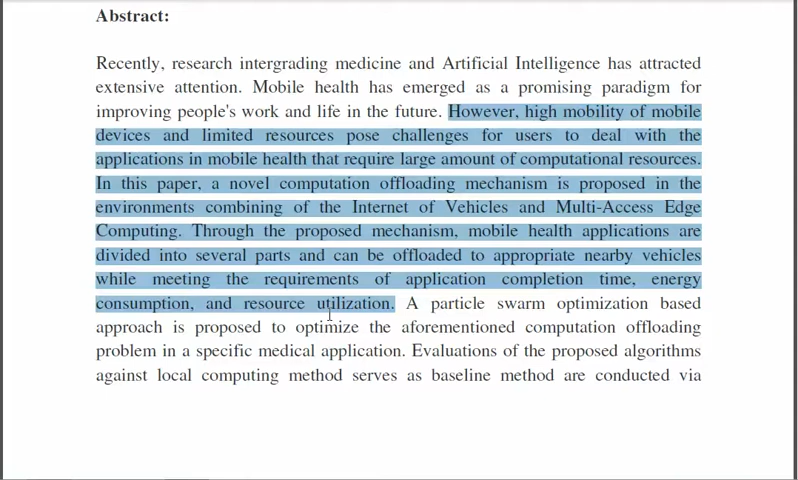 Abstract:
Recently, research intergrading medicine and Artificial Intelligence has attracted
extensive attention. Mobile health has emerged as a promising paradigm for
improving people's work and life in the future. However, high mobility of mobile
devices and limited resources pose challenges for users to deal with the
applications in mobile health that require large amount of computational resources.
In this paper, a novel computation offloading mechanism is proposed in the
environments combining of the Internet of Vehicles and Multi-Access Edge
Computing. Through the proposed mechanism, mobile health applications are
divided into several parts and can be offloaded to appropriate nearby vehicles
while meeting the requirements of application completion time, energy
consumption, and resource utilization. A particle swarm optimization based
approach is proposed to optimize the aforementioned computation offloading
problem in a specific medical application. Evaluations of the proposed algorithms
against local computing method serves as baseline method are conducted via